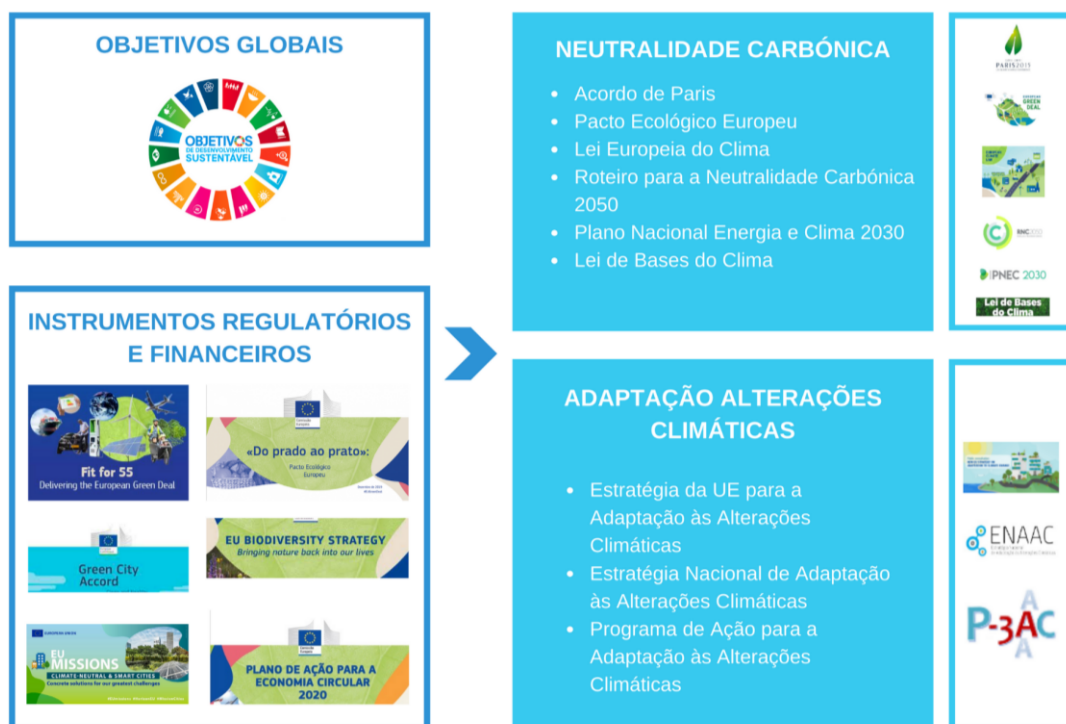 OBJETIVOS GLOBAIS
OBJETIVOS
DE DESENVOLVIMENTO
SUSTENTÁVEL
INSTRUMENTOS REGULATÓRIOS
E FINANCEIROS
Fit for 55
Delivering the European Green Deal
«Do prado ao prato»:
Pacto Ecológico
Europeu
Green City
Accord
EU BIODIVERSITY STRATEGY
Bringing nature back into our lives
EU
MISSIONS
CLIMATE-NEUTRAL & SMART CITIES
Concrete solutions for our greatest challenges
PLANO DE AÇÃO PARA A
ECONOMIA CIRCULAR
2020
NEUTRALIDADE CARBÓNICA
• Acordo de Paris
• Pacto Ecológico Europeu
• Lei Europeia do Clima
• Roteiro para a Neutralidade Carbónica
2050
• Plano Nacional Energia e Clima 2030
• Lei de Bases do Clima
PARIS2015
GREEN
DEAL
PNEC 2030
Lei de Bases
do Clima
ADAPTAÇÃO ALTERAÇÕES
CLIMÁTICAS
• Estratégia da UE para a
Adaptação às Alterações
Climáticas
• Estratégia Nacional de Adaptação
às Alterações Climáticas
• Programa de Ação para a
Adaptação às Alterações
Climáticas
ENAAC
P-3AC